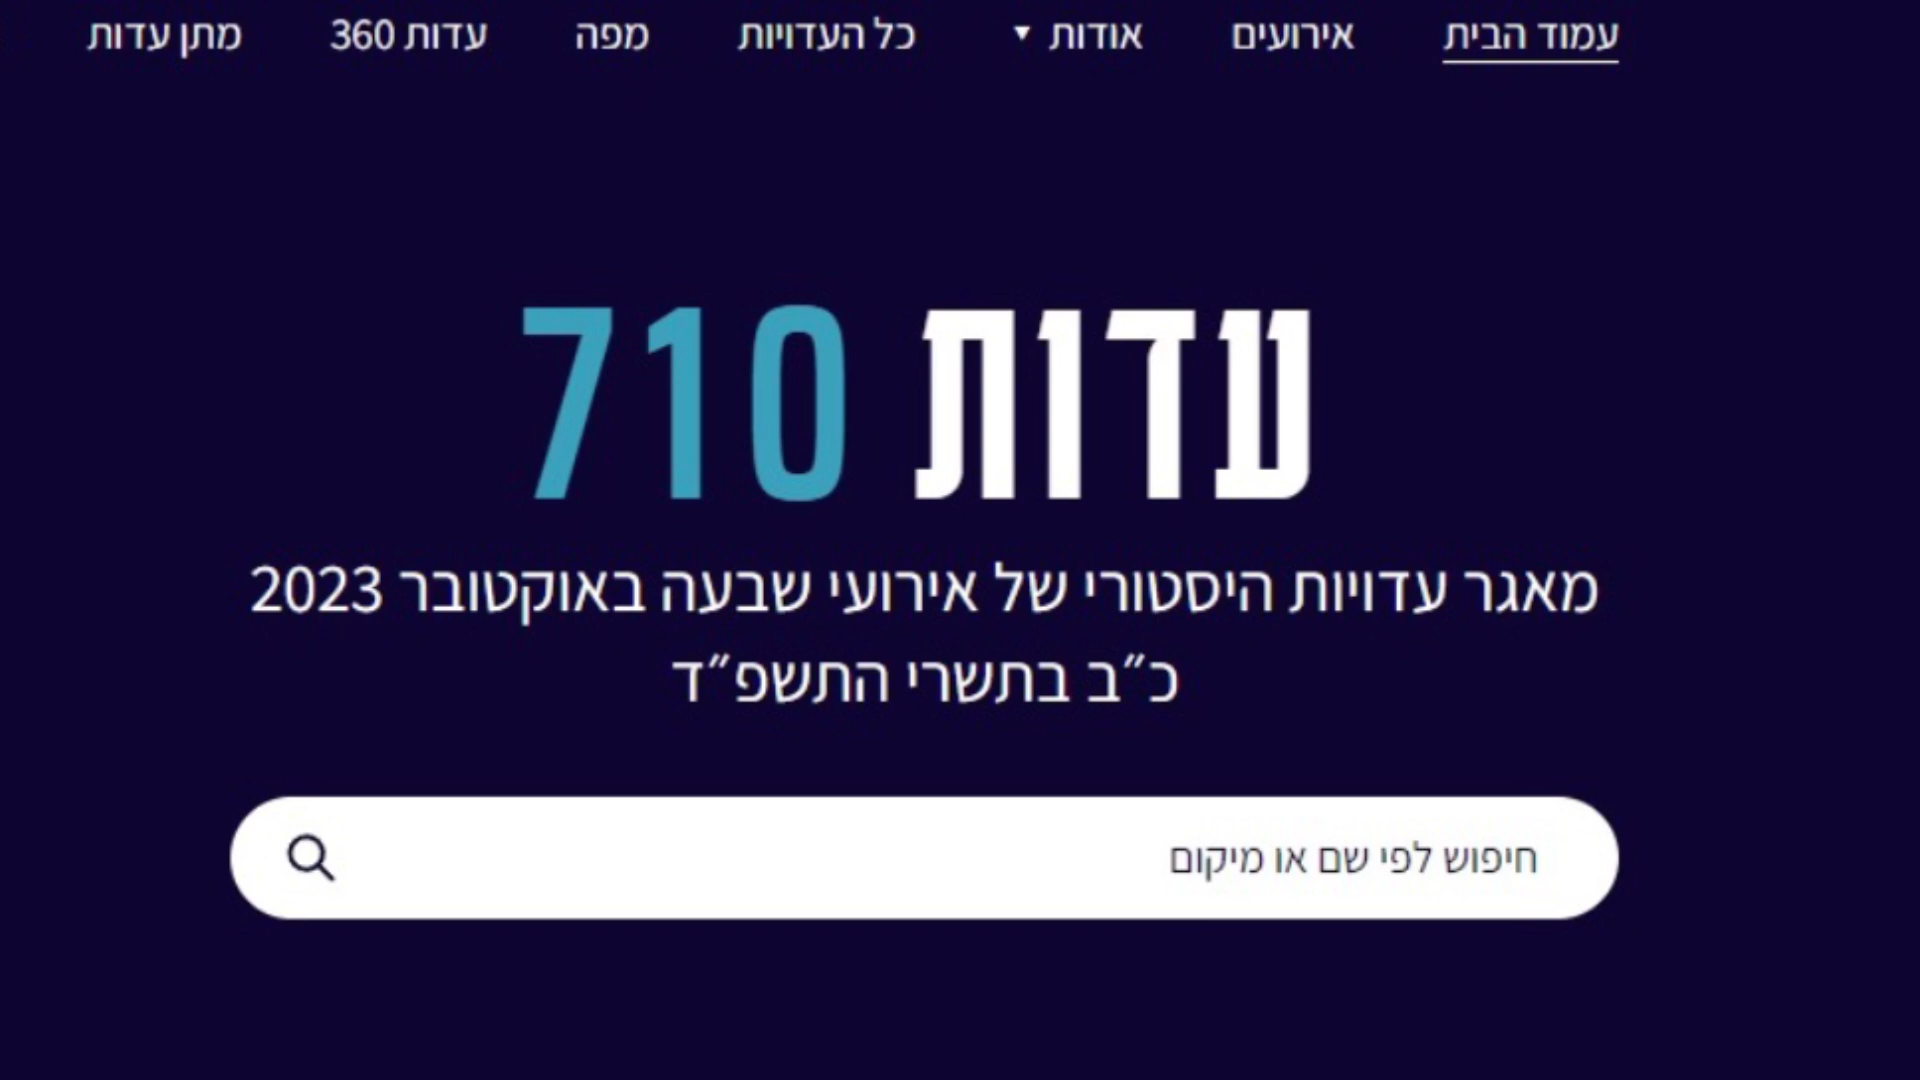 עמוד הבית אירועים אודות ▼ כל העדויות מפה עדות 360 מתן עדות
עדות 710
מאגר עדויות היסטורי של אירועי שבעה באוקטובר 2023
כ״ב בתשרי התשפ״ד
חיפוש לפי שם או מיקום